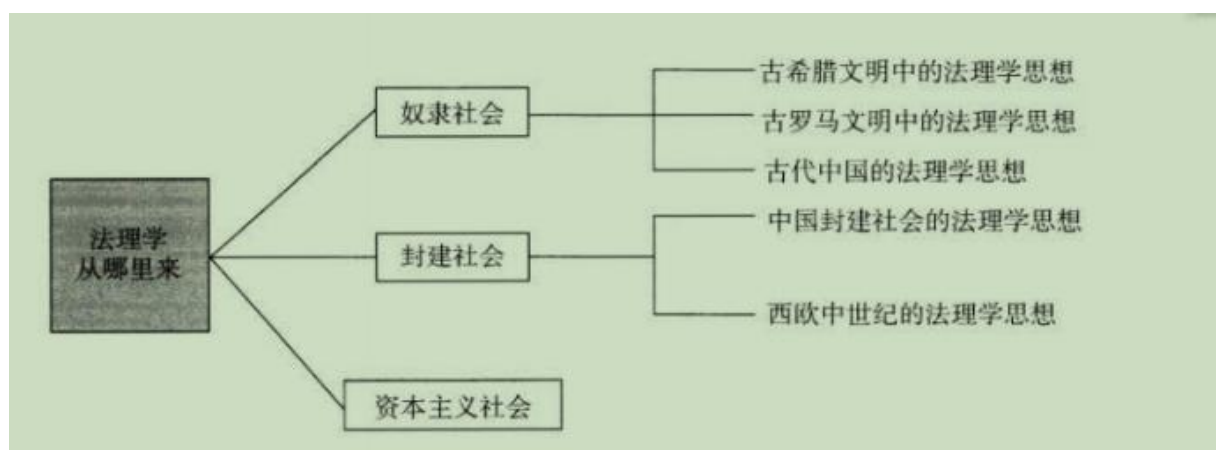 法理学
从哪里来
奴隶社会
古希腊文明中的法理学思想
古罗马文明中的法理学思想
古代中国的法理学思想
封建社会
中国封建社会的法理学思想
西欧中世纪的法理学思想
资本主义社会